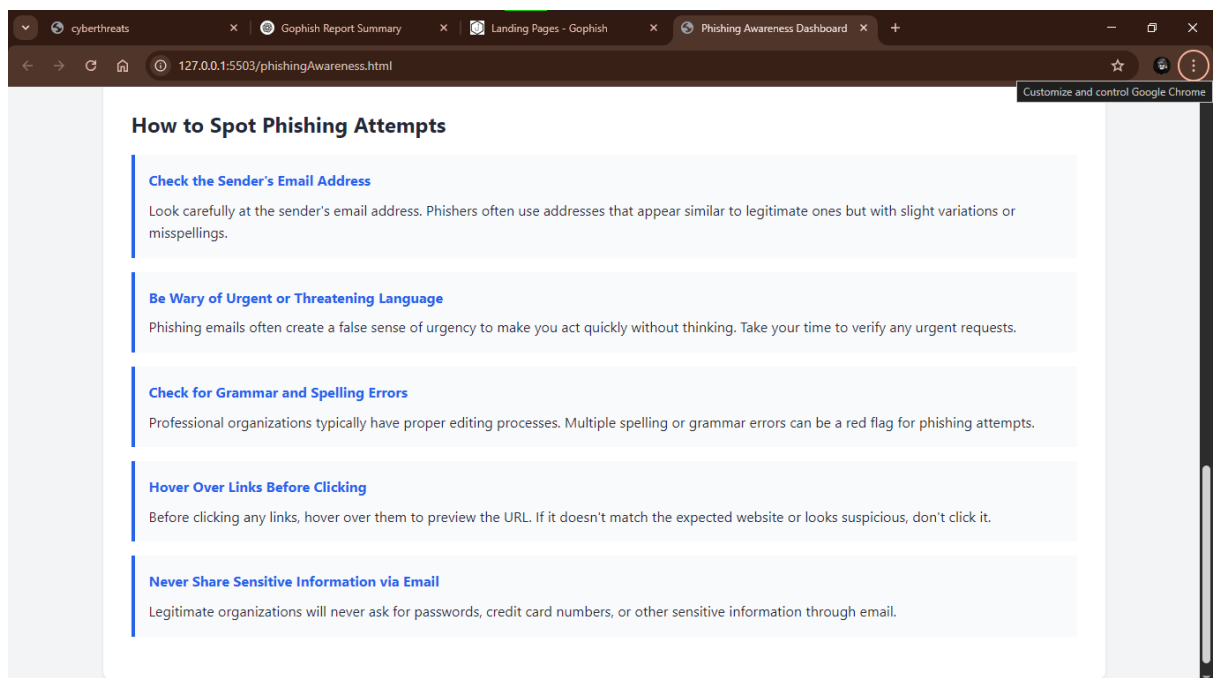 cyberthreats
Gophish Report Summary
Landing Pages - Gophish
Phishing Awareness Dashboard
127.0.0.1:5503/phishingAwareness.html
Customize and control Google Chrome
How to Spot Phishing Attempts
Check the Sender's Email Address
Look carefully at the sender's email address. Phishers often use addresses that appear similar to legitimate ones but with slight variations or
misspellings.
Be Wary of Urgent or Threatening Language
Phishing emails often create a false sense of urgency to make you act quickly without thinking. Take your time to verify any urgent requests.
Check for Grammar and Spelling Errors
Professional organizations typically have proper editing processes. Multiple spelling or grammar errors can be a red flag for phishing attempts.
Hover Over Links Before Clicking
Before clicking any links, hover over them to preview the URL. If it doesn't match the expected website or looks suspicious, don't click it.
Never Share Sensitive Information via Email
Legitimate organizations will never ask for passwords, credit card numbers, or other sensitive information through email.